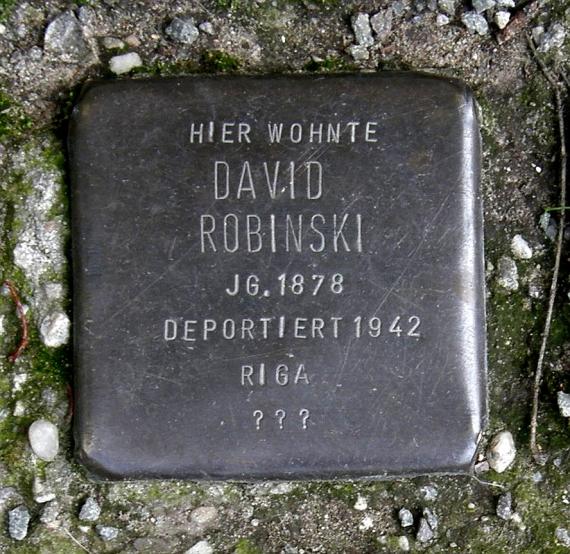 HIER WOHNTE
DAVID
ROBINSKI
JG. 1878
DEPORTIERT 1942
RIGA
???